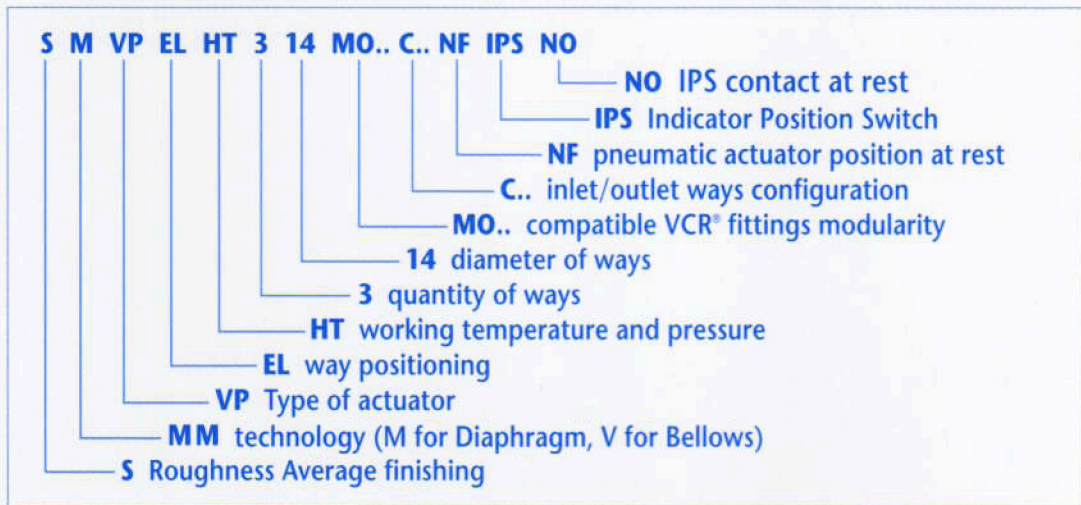 S M VP EL HT 3 14 MO.. C.. NF IPS NO
NO IPS contact at rest
IPS Indicator Position Switch
NF pneumatic actuator position at rest
C.. inlet/outlet ways configuration
MO.. compatible VCR® fittings modularity
14 diameter of ways
3 quantity of ways
HT working temperature and pressure
EL way positioning
VP Type of actuator
MM technology (M for Diaphragm, V for Bellows)
S Roughness Average finishing